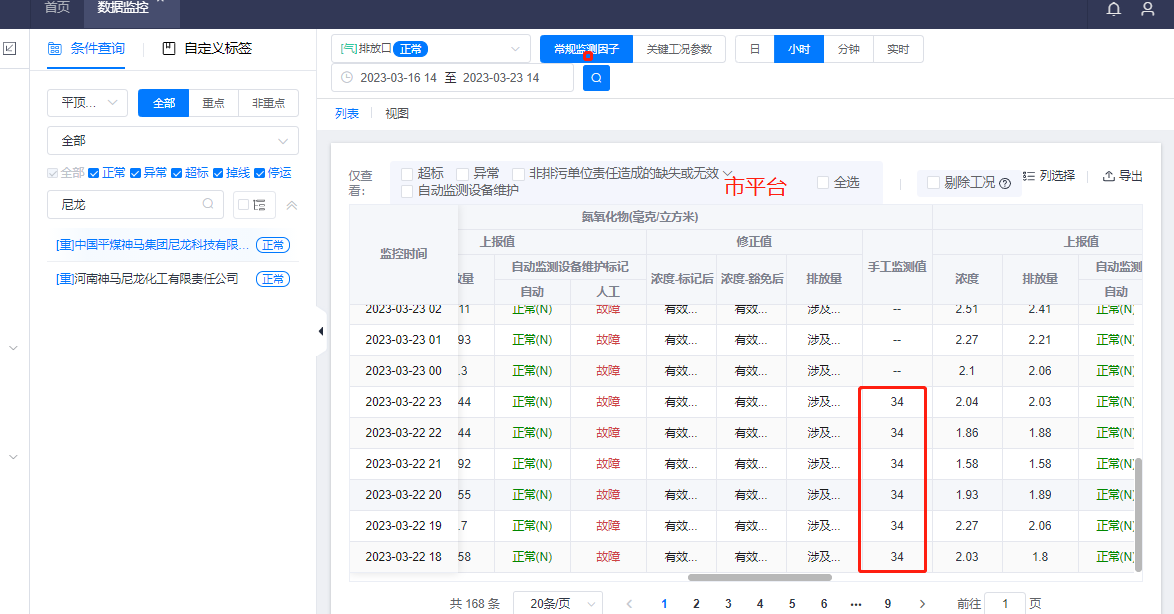 首页 数据监控
条件查询 自定义标签
平顶... 全部 重点 非重点
全部
全部 正常 异常 超标 掉线 停运
尼龙
[重]中国平煤神马集团尼龙科技有限... 正常
[重]河南神马尼龙化工有限责任公司 正常
[气]排放口 正常 常规监测因子 关键工况参数 日 小时 分钟 实时
2023-03-16 14 至 2023-03-23 14
列表 视图
仅查看: 超标 异常 非排污单位责任造成的缺失或无效
自动监测设备维护
市平台 全选 剔除工况 列选择 导出
氮氧化物(毫克/立方米)
监控时间 上报值 修正值 手工监测值 上报值
放量 自动监测设备维护标记 浓度-标记后 浓度-豁免后 排放量 浓度 排放量 自动监测
自动 人工 自动
2023-03-23 02 11 正常(N) 故障 有效... 有效... 涉及... -- 2.51 2.41 正常(N)
2023-03-23 01 93 正常(N) 故障 有效... 有效... 涉及... -- 2.27 2.21 正常(N)
2023-03-23 00 .3 正常(N) 故障 有效... 有效... 涉及... -- 2.1 2.06 正常(N)
2023-03-22 23 44 正常(N) 故障 有效... 有效... 涉及... 34 2.04 2.03 正常(N)
2023-03-22 22 44 正常(N) 故障 有效... 有效... 涉及... 34 1.86 1.88 正常(N)
2023-03-22 21 92 正常(N) 故障 有效... 有效... 涉及... 34 1.58 1.58 正常(N)
2023-03-22 20 55 正常(N) 故障 有效... 有效... 涉及... 34 1.93 1.89 正常(N)
2023-03-22 19 .7 正常(N) 故障 有效... 有效... 涉及... 34 2.27 2.06 正常(N)
2023-03-22 18 58 正常(N) 故障 有效... 有效... 涉及... 34 2.03 1.8 正常(N)
共 168 条 20条/页 1 2 3 4 5 6 ... 9 前往 1 页